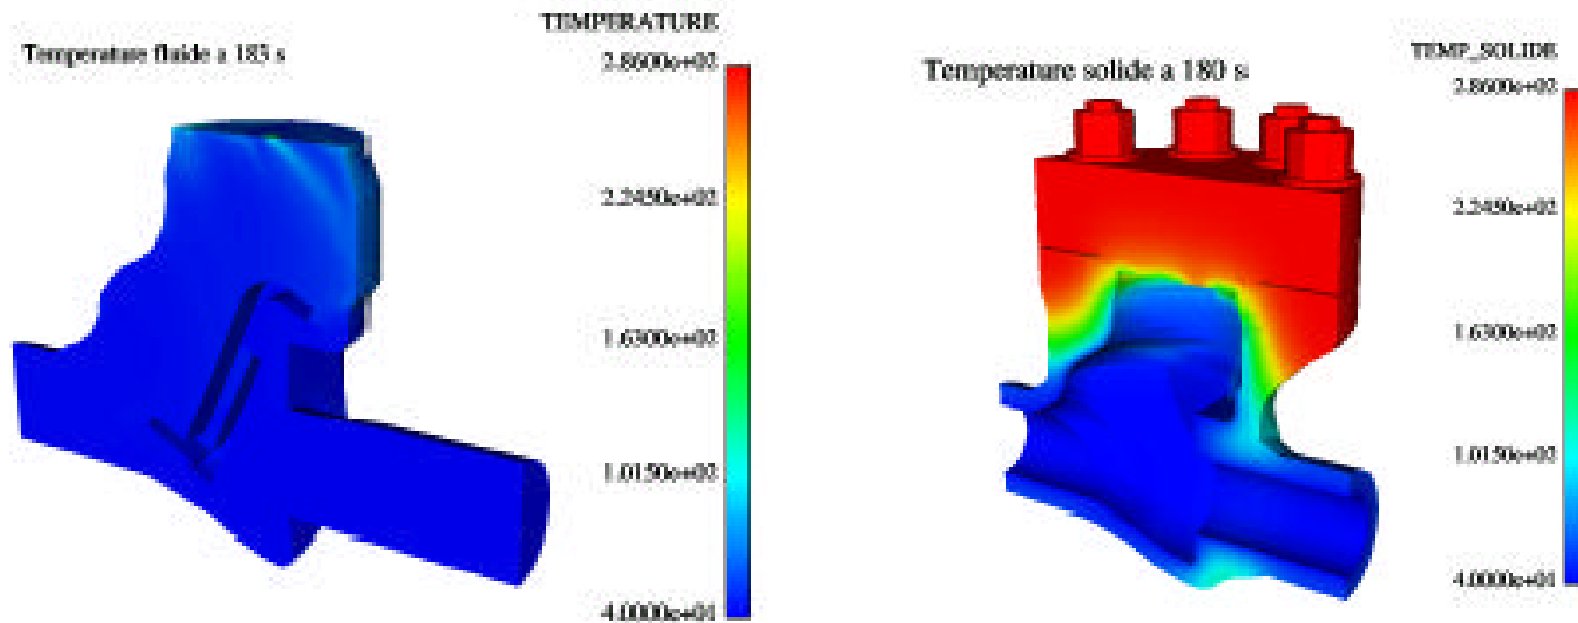 TEMPERATURE
Temperature fluide a 183 s
2.8600e+02
2.2450e+02
1.6300e+02
1.0150e+02
4.0000e+01
TEMP_SOLIDE
Temperature solide a 180 s
2.8600e+02
2.2450e+02
1.6300e+02
1.0150e+02
4.0000e+01